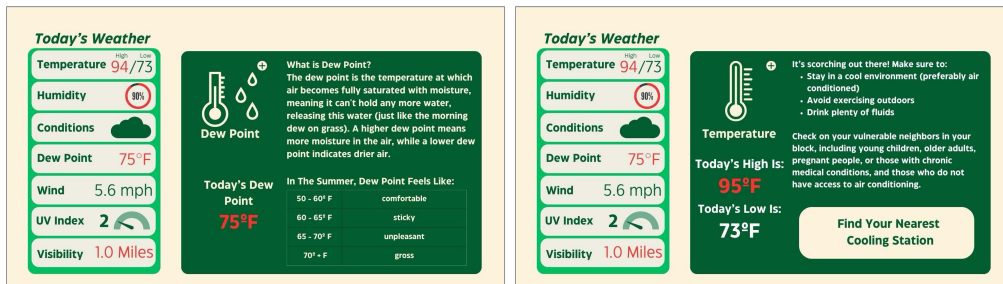 Today's Weather
High Low
Temperature 94/73
Humidity 90%
Conditions
Dew Point 75°F
Wind 5.6 mph
UV Index 2
Visibility 1.0 Miles
Dew Point
Today's Dew
Point
75ºF
What is Dew Point?
The dew point is the temperature at which
air becomes fully saturated with moisture,
meaning it can't hold any more water,
releasing this water (just like the morning
dew on grass). A higher dew point means
more moisture in the air, while a lower dew
point indicates drier air.
In The Summer, Dew Point Feels Like:
50 - 60º F comfortable
60 - 65º F sticky
65 - 70º F unpleasant
70º + F gross
Today's Weather
High Low
Temperature 94/73
Humidity 90%
Conditions
Dew Point 75°F
Wind 5.6 mph
UV Index 2
Visibility 1.0 Miles
Temperature
Today's High Is:
95ºF
Today's Low Is:
73ºF
It's scorching out there! Make sure to:
• Stay in a cool environment (preferably air
conditioned)
• Avoid exercising outdoors
• Drink plenty of fluids
Check on your vulnerable neighbors in your
block, including young children, older adults,
pregnant people, or those with chronic
medical conditions, and those who do not
have access to air conditioning.
Find Your Nearest
Cooling Station